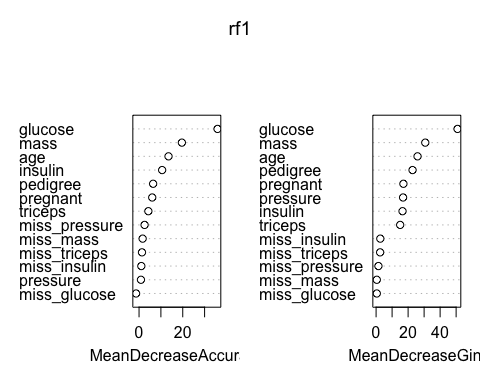 rf1
glucose
mass
age
insulin
pedigree
pregnant
triceps
miss_pressure
miss_mass
miss_triceps
miss_insulin
pressure
miss_glucose
0 20
MeanDecreaseAccur
glucose
mass
age
pedigree
pregnant
pressure
insulin
triceps
miss_insulin
miss_triceps
miss_pressure
miss_mass
miss_glucose
0 20 40
MeanDecreaseGin